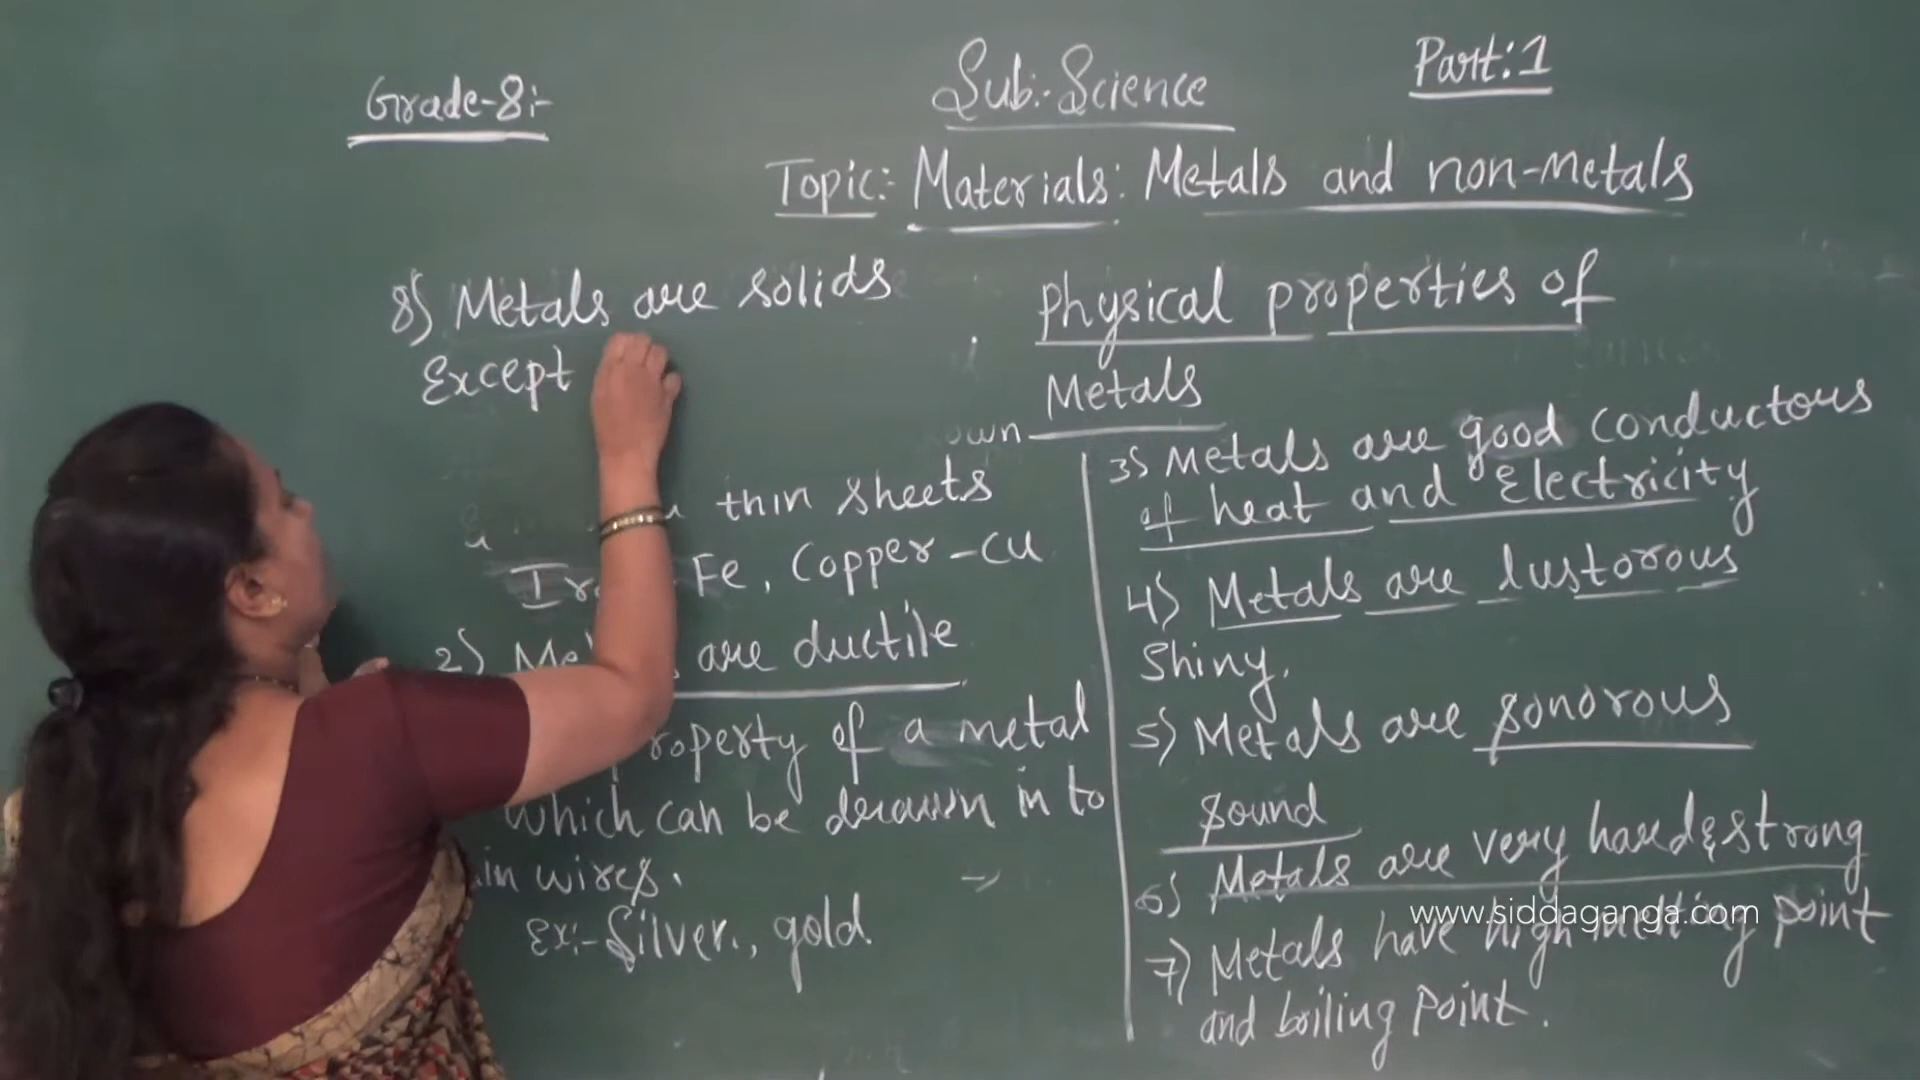 Grade-8:-
Sub:-Science
Part:1
Topic:- Materials: Metals and non-metals
8) Metals are solids
Except
thin sheets
Fe, Copper-Cu
2) are ductile
of a metal
which can be drawn in to
wires.
Ex:- Silver., gold
Physical properties of
Metals
3) Metals are good conductors
of heat and Electricity
4) Metals are lustorous
Shiny.
5) Metals are sonorous
sound
6) Metals are very hard & strong
7) Metals have high melting point
and boiling point.
www.siddaganga.com